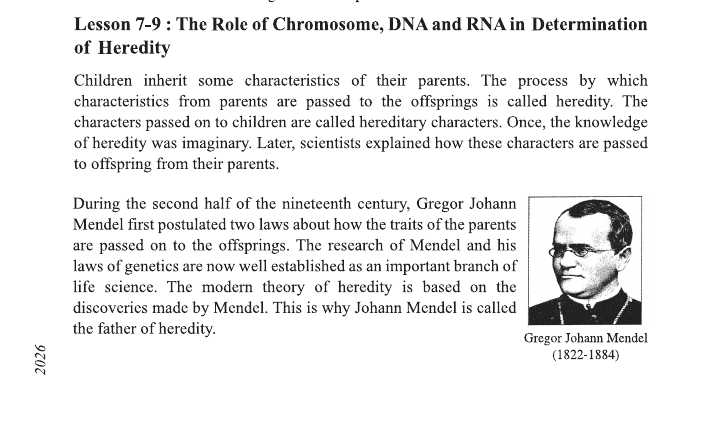 Lesson 7-9 : The Role of Chromosome, DNA and RNA in Determination
of Heredity
Children inherit some characteristics of their parents. The process by which
characteristics from parents are passed to the offsprings is called heredity. The
characters passed on to children are called hereditary characters. Once, the knowledge
of heredity was imaginary. Later, scientists explained how these characters are passed
to offspring from their parents.
During the second half of the nineteenth century, Gregor Johann
Mendel first postulated two laws about how the traits of the parents
are passed on to the offsprings. The research of Mendel and his
laws of genetics are now well established as an important branch of
life science. The modern theory of heredity is based on the
discoveries made by Mendel. This is why Johann Mendel is called
the father of heredity.
Gregor Johann Mendel
(1822-1884)
2026